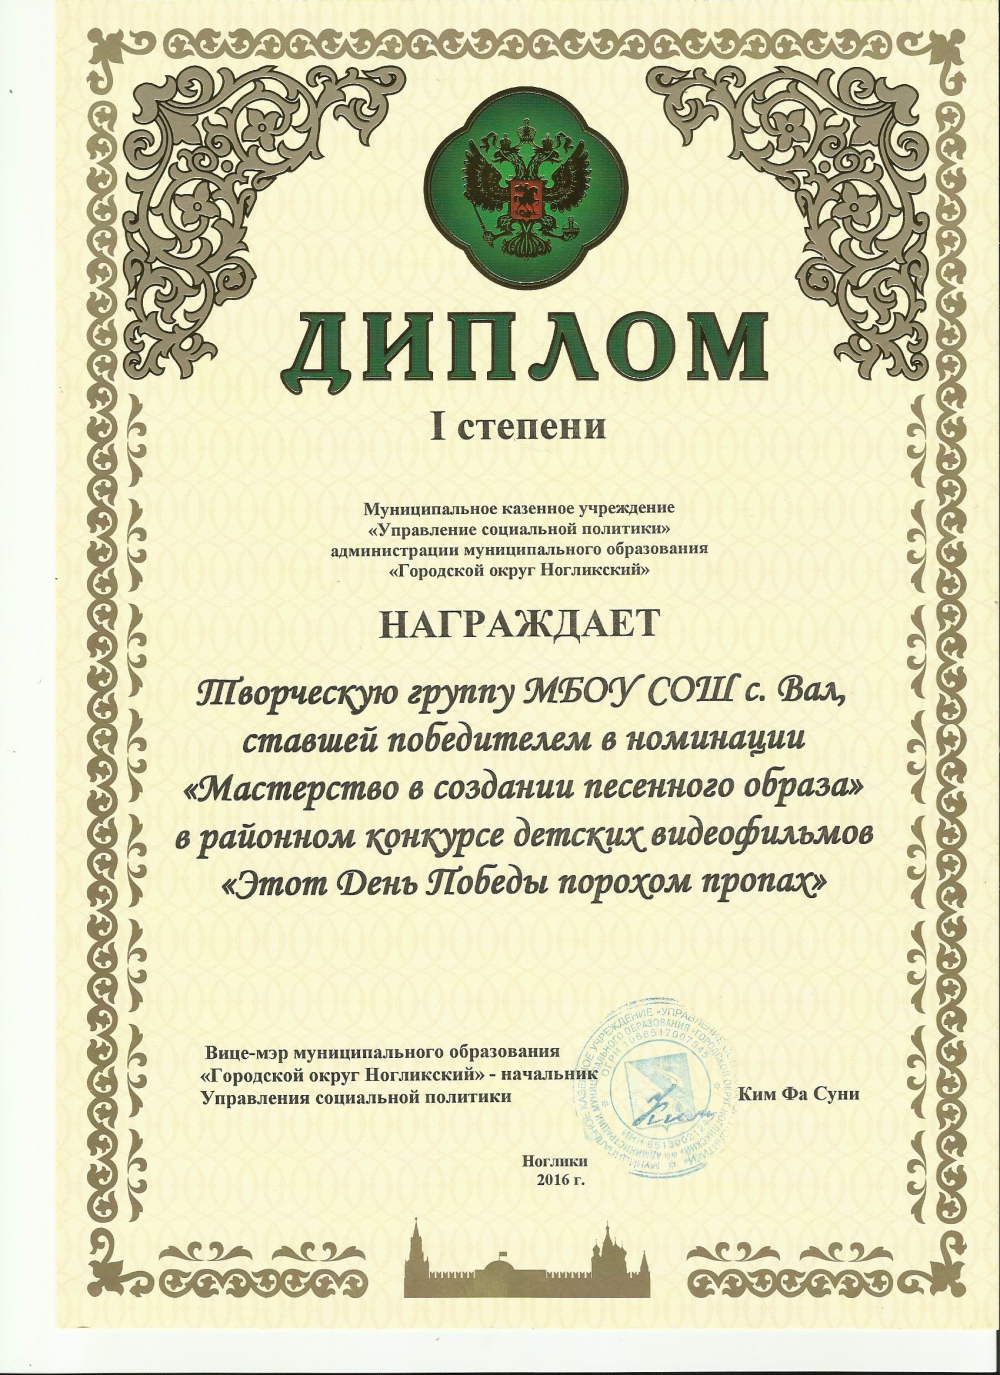 ДИПЛОМ
I степени
Муниципальное казенное учреждение
«Управление социальной политики»
администрации муниципального образования
«Городской округ Ногликский»
НАГРАЖДАЕТ
Творческую группу МБОУ СОШ с. Вал,
ставшей победителем в номинации
«Мастерство в создании песенного образа»
в районном конкурсе детских видеофильмов
«Этот День Победы порохом пропах»
Вице-мэр муниципального образования
«Городской округ Ногликский» - начальник
Управления социальной политики
Ким Фа Суни
Ноглики
2016 г.